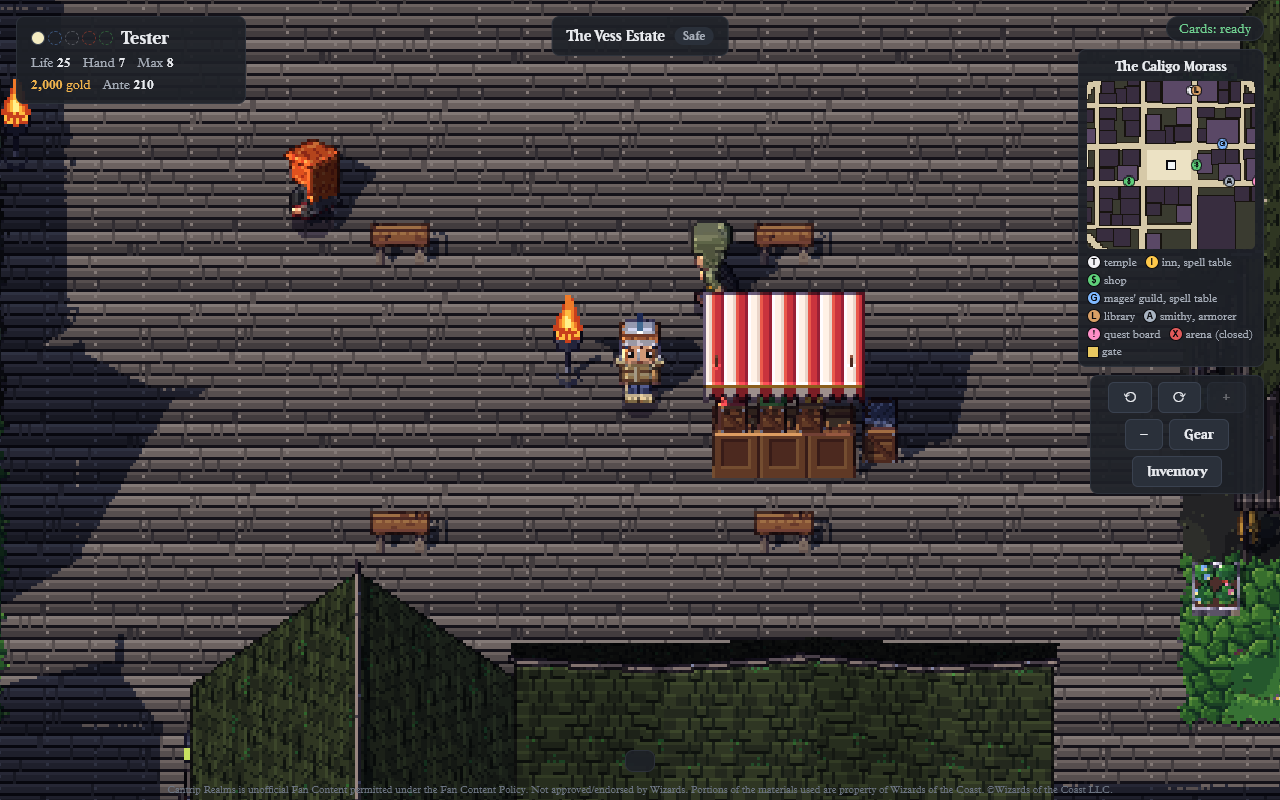 Tester
Life 25 Hand 7 Max 8
2,000 gold Ante 210
The Vess Estate Safe
Cards: ready
The Caligo Morass
T temple I inn, spell table
$ shop
G mages' guild, spell table
L library A smithy, armorer
! quest board X arena (closed)
gate
+
− Gear
Inventory
Cantrip Realms is unofficial Fan Content permitted under the Fan Content Policy. Not approved/endorsed by Wizards. Portions of the materials used are property of Wizards of the Coast. ©Wizards of the Coast LLC.